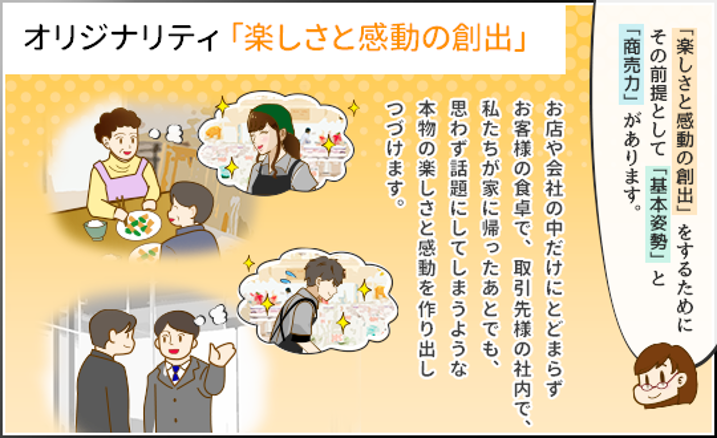 オリジナリティ「楽しさと感動の創出」
「楽しさと感動の創出」をするために
その前提として「基本姿勢」と
「商売力」があります。
お店や会社の中だけにとどまらず
お客様の食卓で、取引先様の社内で、
私たちが家に帰ったあとでも、
思わず話題にしてしまうような
本物の楽しさと感動を作り出し
つづけます。